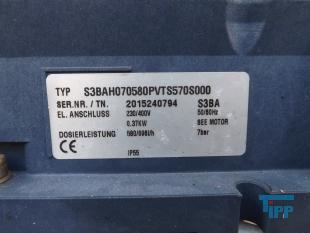 TYP S3BAH070580PVTS570S000
SER.NR. / TN. 2015240794 S3BA
EL. ANSCHLUSS 230/400V 50/60Hz
0.37KW SEE MOTOR
DOSIERLEISTUNG 580/696l/h 7bar
IP55
TIPP